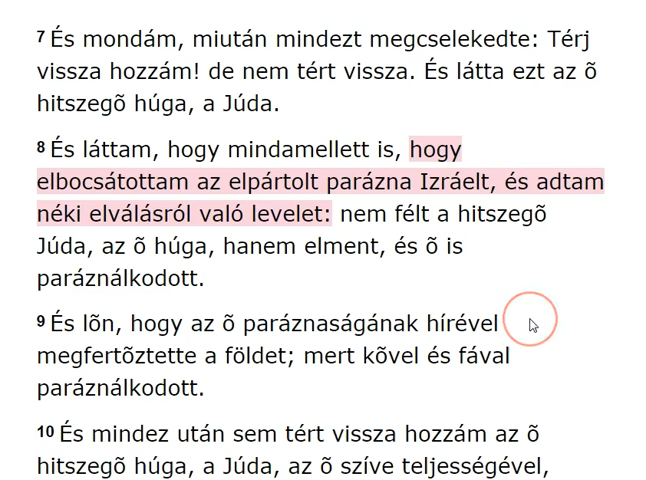 7 És mondám, miután mindezt megcselekedte: Térj
vissza hozzám! de nem tért vissza. És látta ezt az õ
hitszegõ húga, a Júda.
8 És láttam, hogy mindamellett is, hogy
elbocsátottam az elpártolt parázna Izráelt, és adtam
néki elválásról való levelet: nem félt a hitszegõ
Júda, az õ húga, hanem elment, és õ is
paráználkodott.
9 És lõn, hogy az õ paráznaságának hírével
megfertõztette a földet; mert kõvel és fával
paráználkodott.
10 És mindez után sem tért vissza hozzám az õ
hitszegõ húga, a Júda, az õ szíve teljességével,